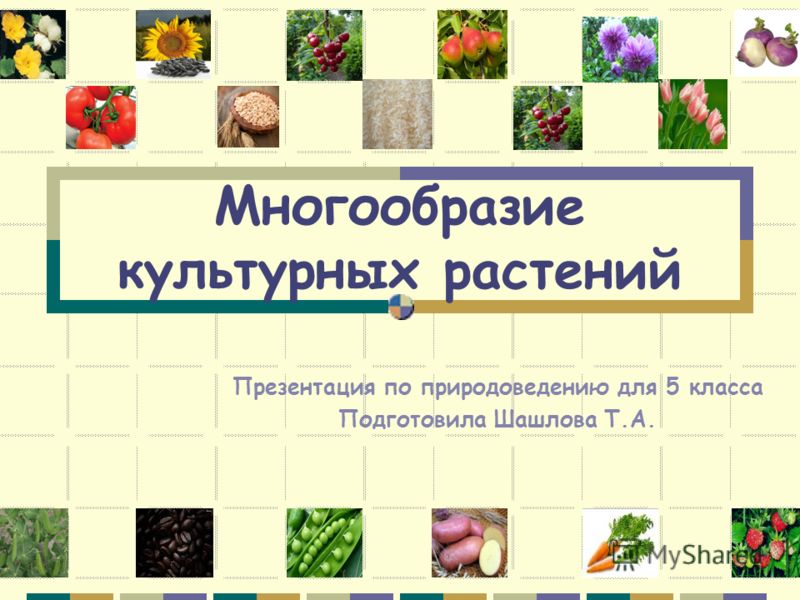 Многообразие
культурных растений
Презентация по природоведению для 5 класса
Подготовила Шашлова Т.А.
MyShared